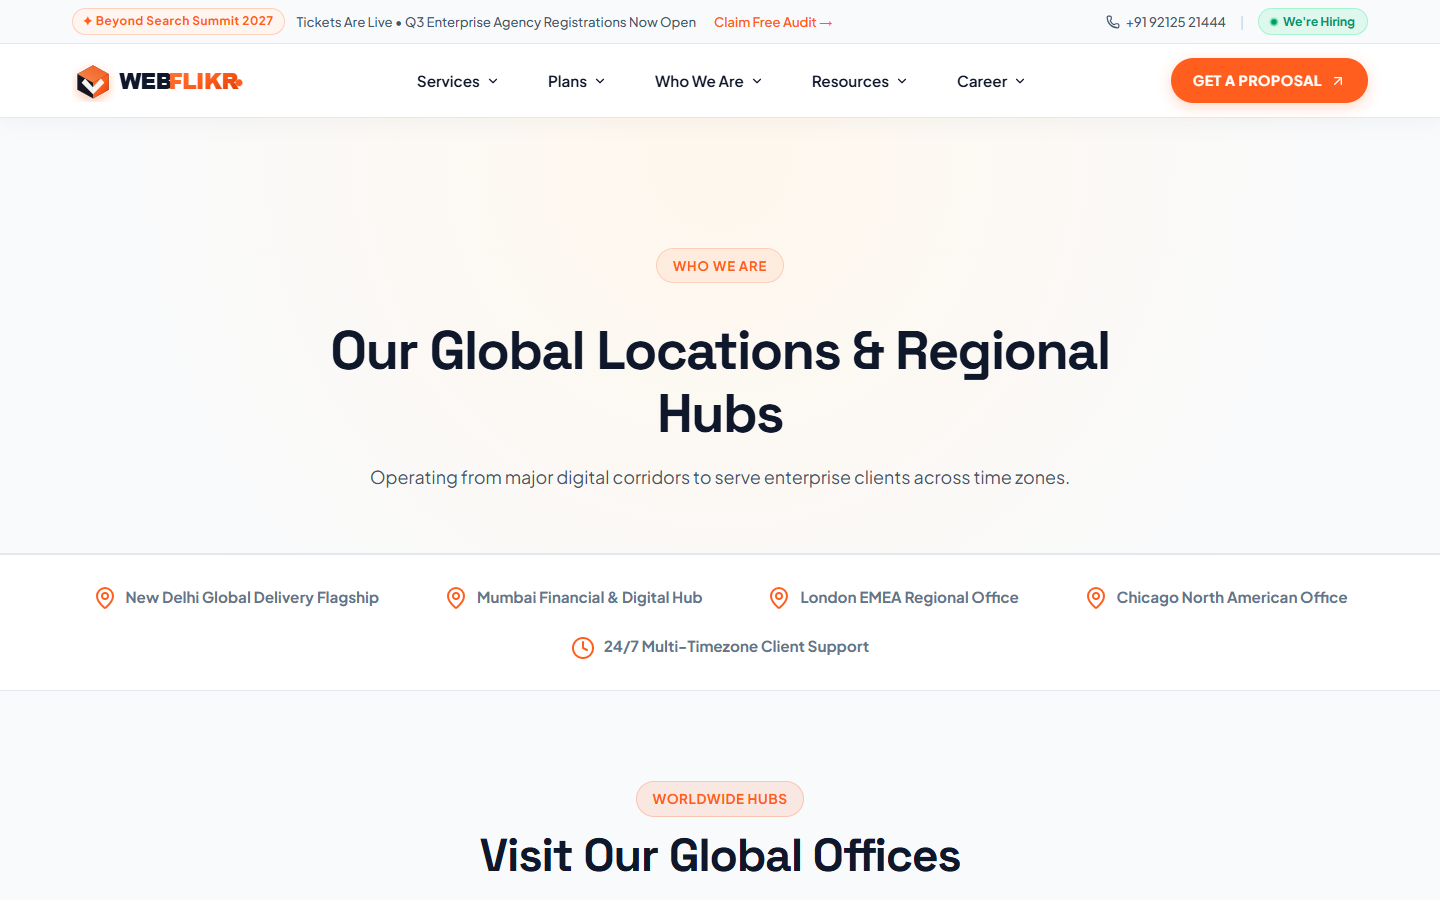 ✦ Beyond Search Summit 2027 Tickets Are Live • Q3 Enterprise Agency Registrations Now Open Claim Free Audit → +91 92125 21444 | We're Hiring
WEBFLIKR Services Plans Who We Are Resources Career GET A PROPOSAL
WHO WE ARE
Our Global Locations & Regional
Hubs
Operating from major digital corridors to serve enterprise clients across time zones.
New Delhi Global Delivery Flagship Mumbai Financial & Digital Hub London EMEA Regional Office Chicago North American Office
24/7 Multi-Timezone Client Support
WORLDWIDE HUBS
Visit Our Global Offices